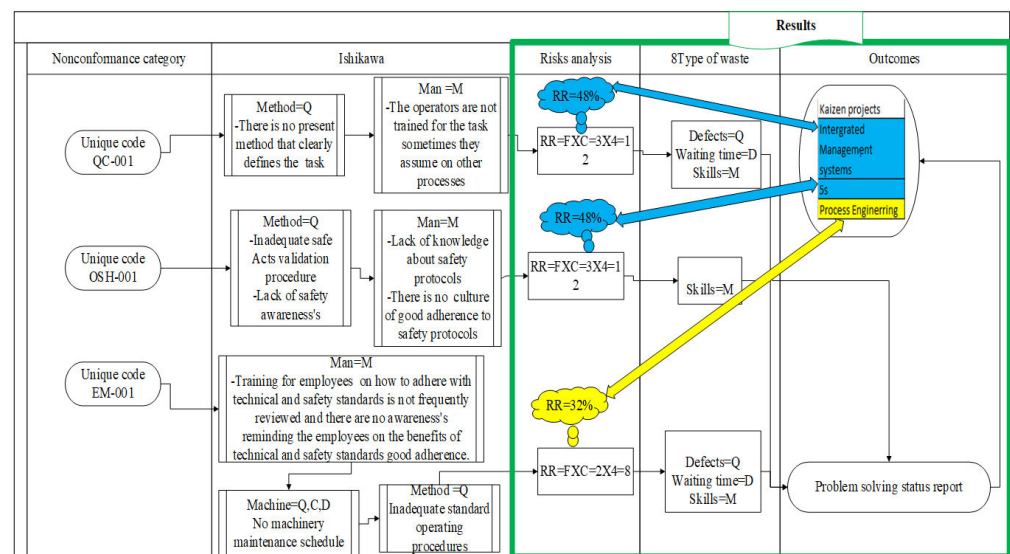 Results
Nonconformance category
Ishikawa
Risks analysis
8Type of waste
Outcomes
Unique code
QC-001
Method=Q
-There is no present
method that clearly
defines the task
Man =M
-The operators are not
trained for the task
sometimes they
assume on other
processes
RR=48%
RR=FXC=3X4=1
2
Defects=Q
Waiting time=D
Skills=M
Kaizen projects
Intergrated
Management
systems
5s
Process Enginerring
Unique code
OSH-001
Method=Q
-Inadequate safe
Acts validation
procedure
-Lack of safety
awareness's
Man=M
-Lack of knowledge
about safety
protocols
-There is no culture
of good adherence to
safety protocols
RR=48%
RR=FXC=3X4=1
2
Skills=M
Unique code
EM-001
Man=M
-Training for employees on how to adhere with
technical and safety standards is not frequently
reviewed and there are no awareness's
reminding the employees on the benefits of
technical and safety standards good adherence.
Machine=Q,C,D
No machinery
maintenance schedule
Method =Q
Inadequate standard
operating
procedures
RR=32%
RR=FXC=2X4=8
Defects=Q
Waiting time=D
Skills=M
Problem solving status report